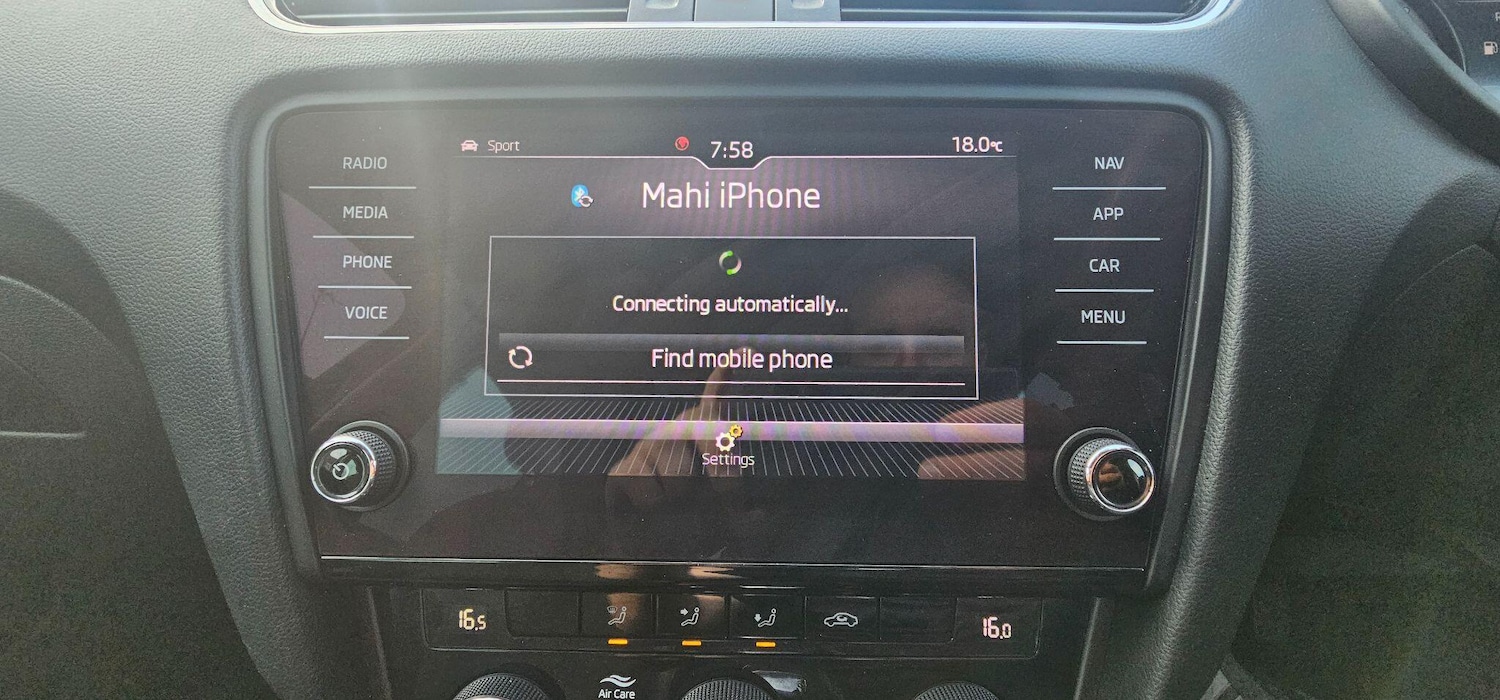 Sport
7:58
18.0°C
RADIO
MEDIA
PHONE
VOICE
Mahi iPhone
Connecting automatically...
Find mobile phone
Settings
NAV
APP
CAR
MENU
16.5
16.0
Air Care